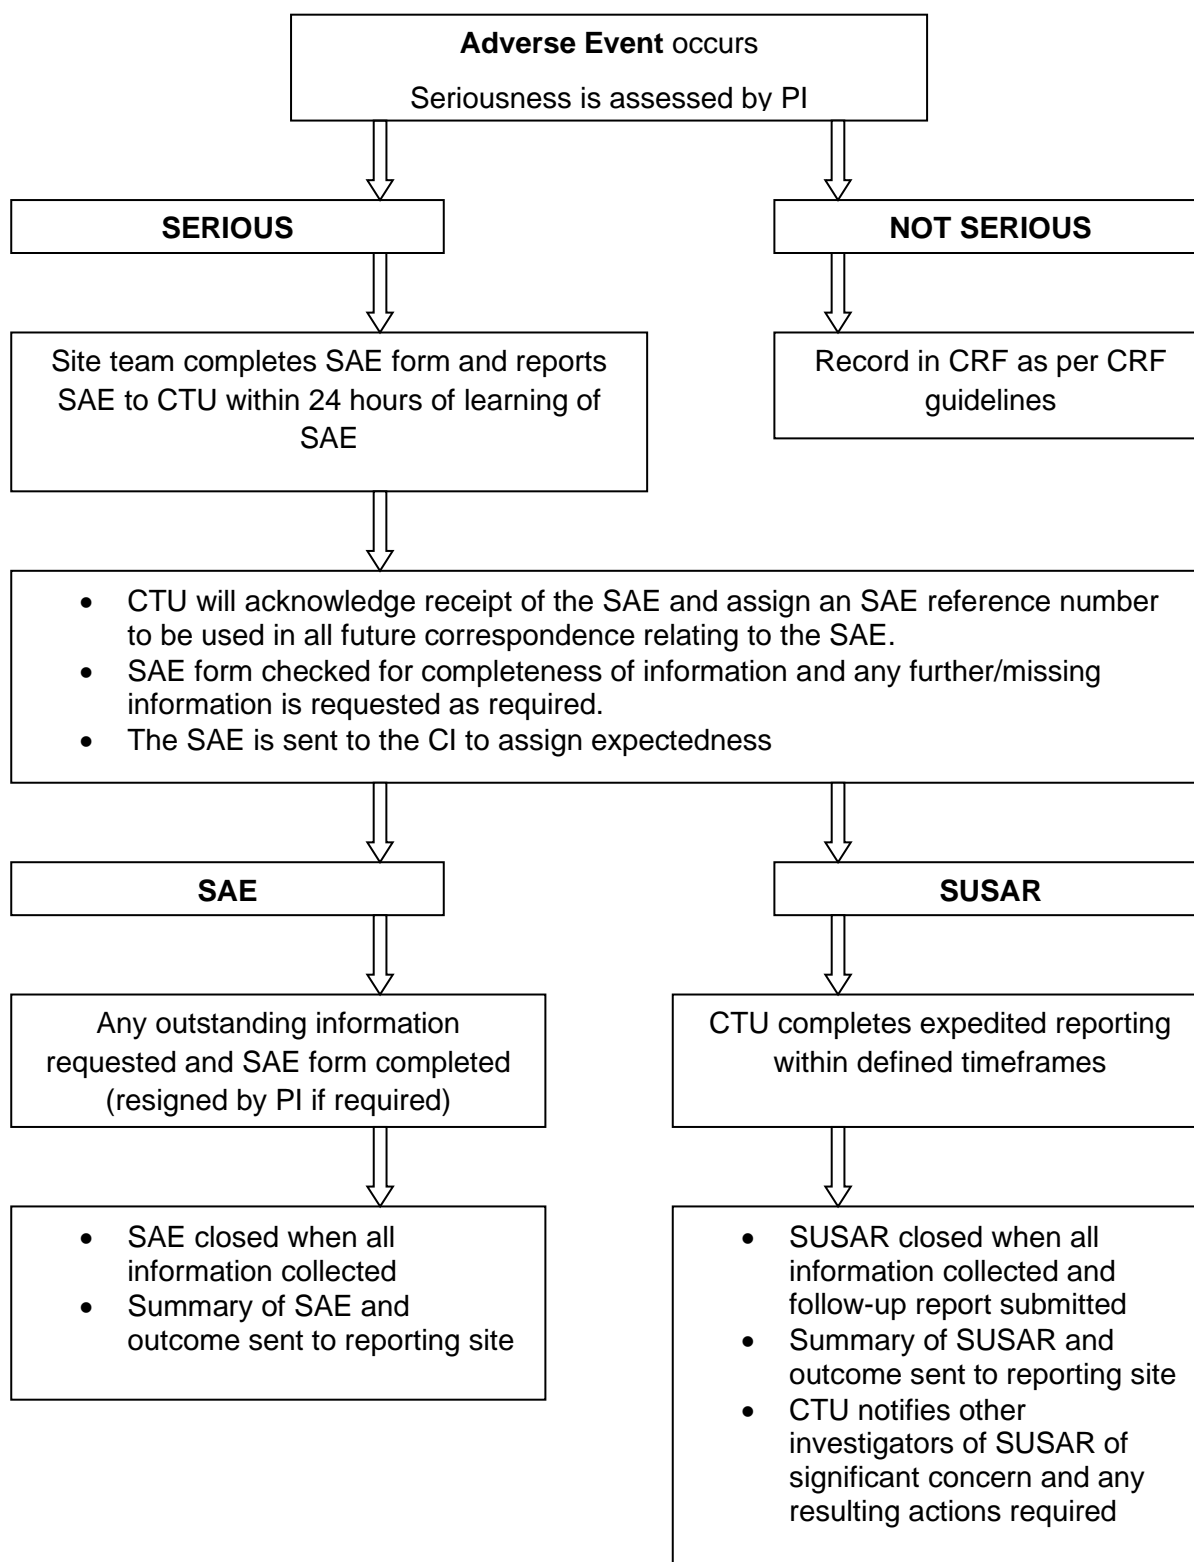 Adverse Event occurs
Seriousness is assessed by PI
SERIOUS
NOT SERIOUS
Site team completes SAE form and reports
SAE to CTU within 24 hours of learning of
SAE
Record in CRF as per CRF
guidelines
• CTU will acknowledge receipt of the SAE and assign an SAE reference number
to be used in all future correspondence relating to the SAE.
• SAE form checked for completeness of information and any further/missing
information is requested as required.
• The SAE is sent to the CI to assign expectedness
SAE
SUSAR
Any outstanding information
requested and SAE form completed
(resigned by PI if required)
CTU completes expedited reporting
within defined timeframes
• SAE closed when all
information collected
• Summary of SAE and
outcome sent to reporting site
• SUSAR closed when all
information collected and
follow-up report submitted
• Summary of SUSAR and
outcome sent to reporting site
• CTU notifies other
investigators of SUSAR of
significant concern and any
resulting actions required